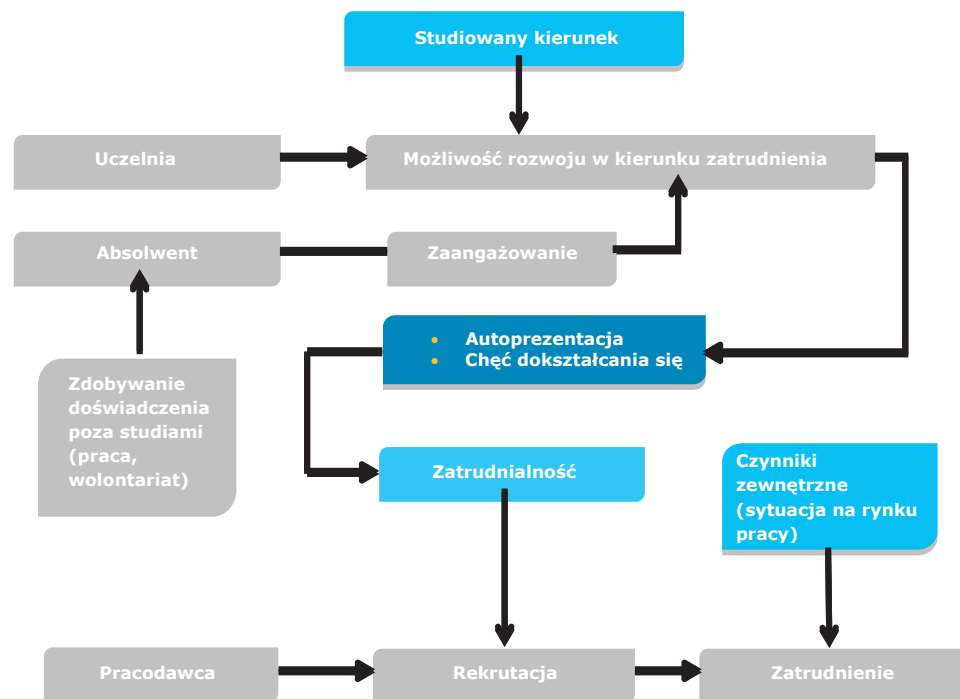 Studiowany kierunek
Uczelnia
Możliwość rozwoju w kierunku zatrudnienia
Absolwent
Zaangażowanie
• Autoprezentacja
• Chęć dokształcania się
Zdobywanie
doświadczenia
poza studiami
(praca,
wolontariat)
Zatrudnialność
Czynniki
zewnętrzne
(sytuacja na rynku
pracy)
Pracodawca
Rekrutacja
Zatrudnienie